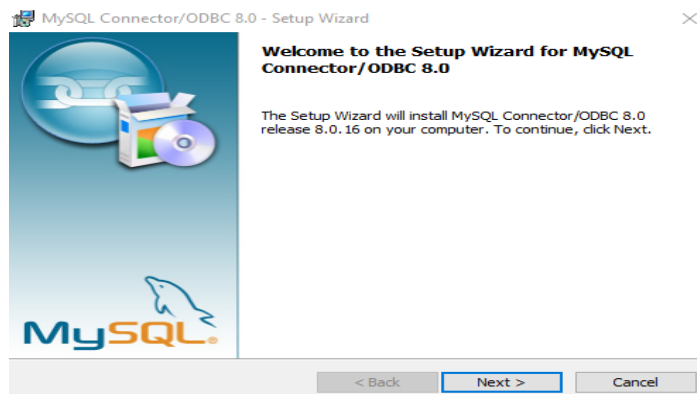 MySQL Connector/ODBC 8.0 - Setup Wizard
Welcome to the Setup Wizard for MySQL
Connector/ODBC 8.0
The Setup Wizard will install MySQL Connector/ODBC 8.0
release 8.0.16 on your computer. To continue, click Next.
MySQL®
< Back Next > Cancel